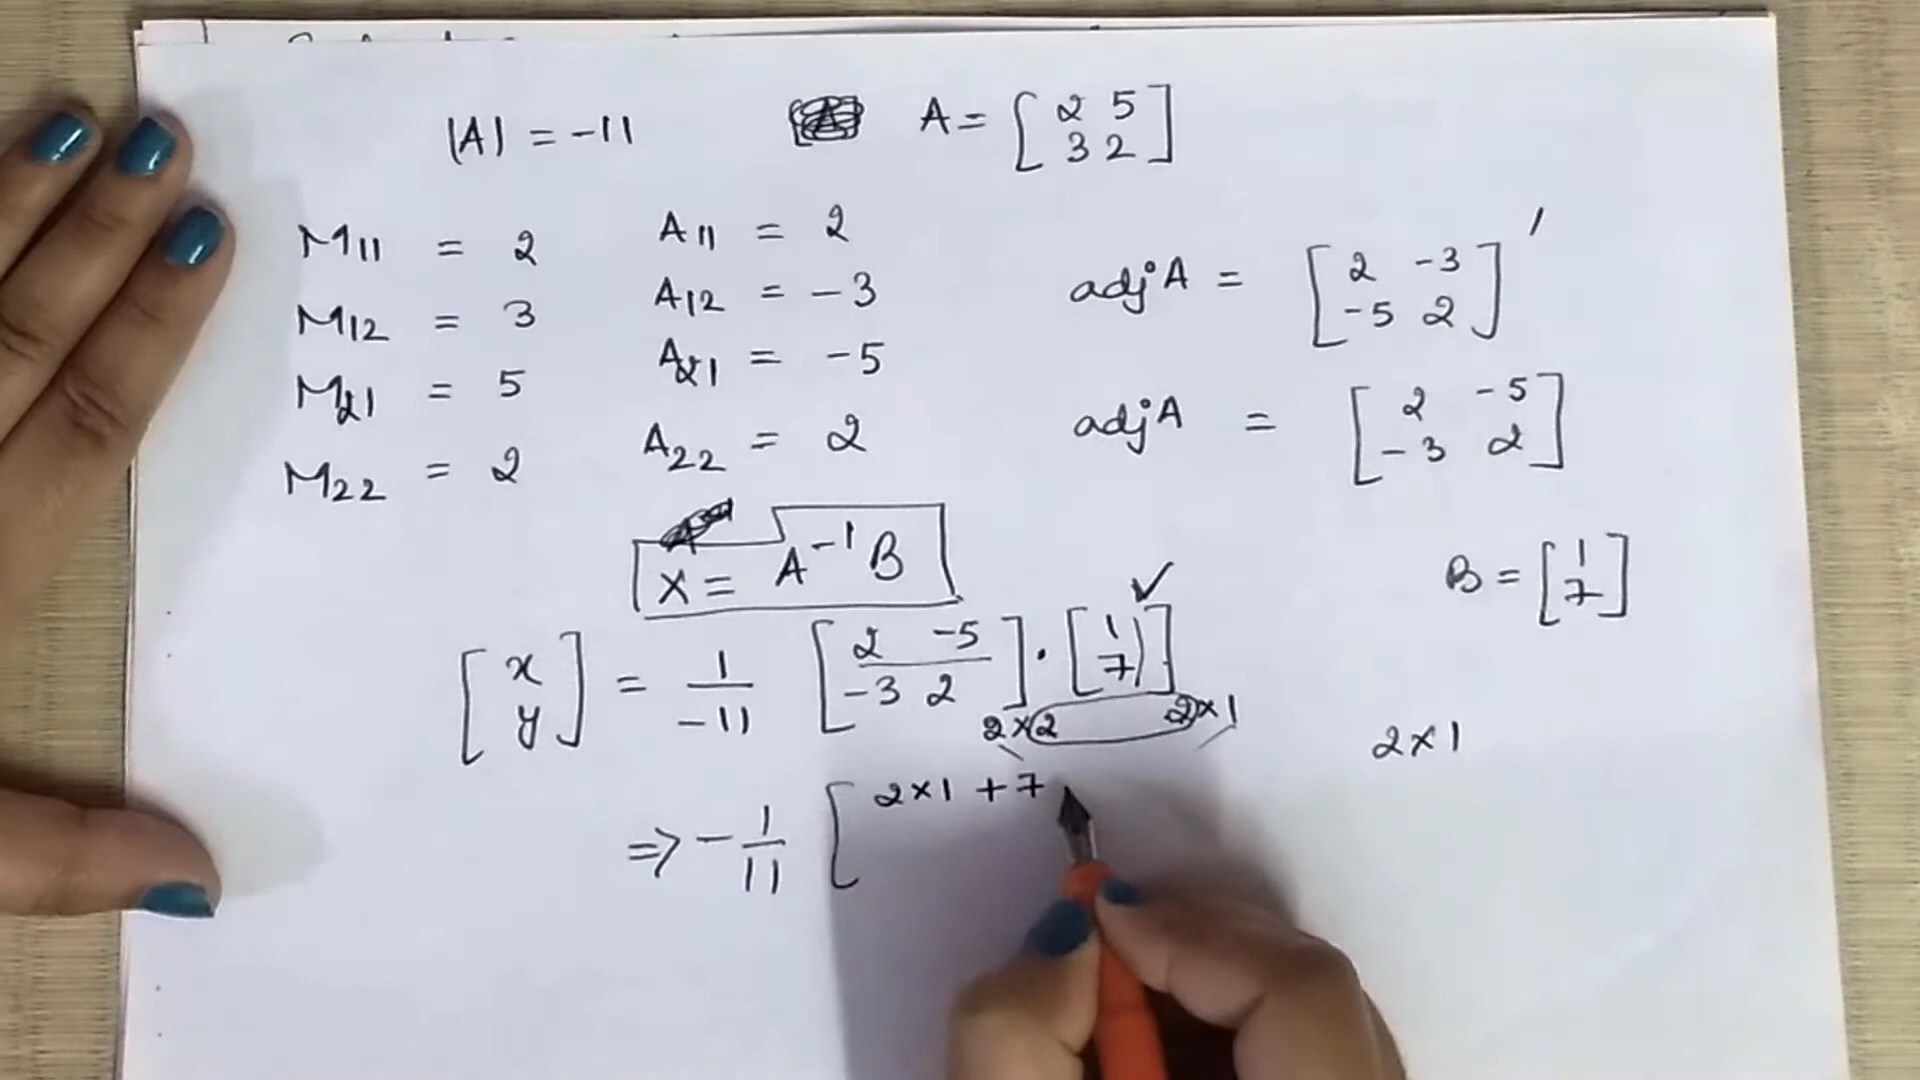 |A| = -11 A = [2 5
3 2]
M11 = 2 A11 = 2
M12 = 3 A12 = -3
adjA = [2 -3
-5 2]'
M21 = 5 A21 = -5
M22 = 2 A22 = 2
adjA = [2 -5
-3 2]
X = A⁻¹B
B = [1
7]
[x
y] = 1/-11 [2 -5
-3 2] · [1
7] ✓
2×2 2×1
2×1
⇒ -1/11 [2×1 + 7